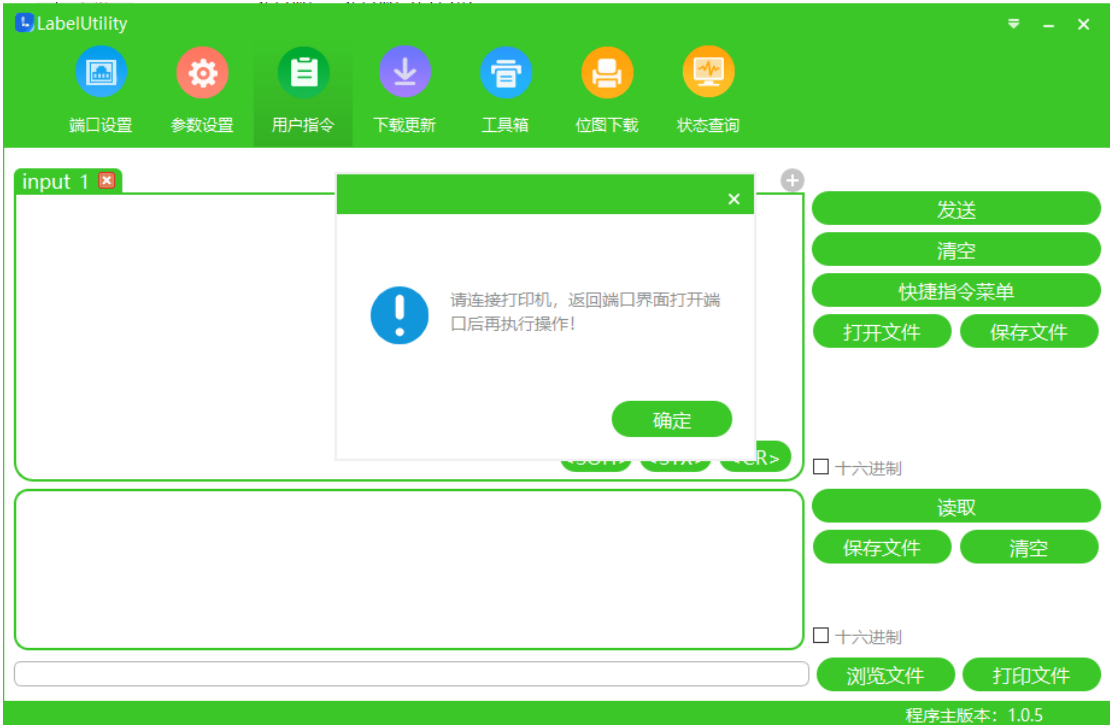 LabelUtility
端口设置 参数设置 用户指令 下载更新 工具箱 位图下载 状态查询
input 1
发送
清空
快捷指令菜单
打开文件 保存文件
请连接打印机，返回端口界面打开端
口后再执行操作！
确定
十六进制
读取
保存文件 清空
十六进制
浏览文件 打印文件
程序主版本：1.0.5